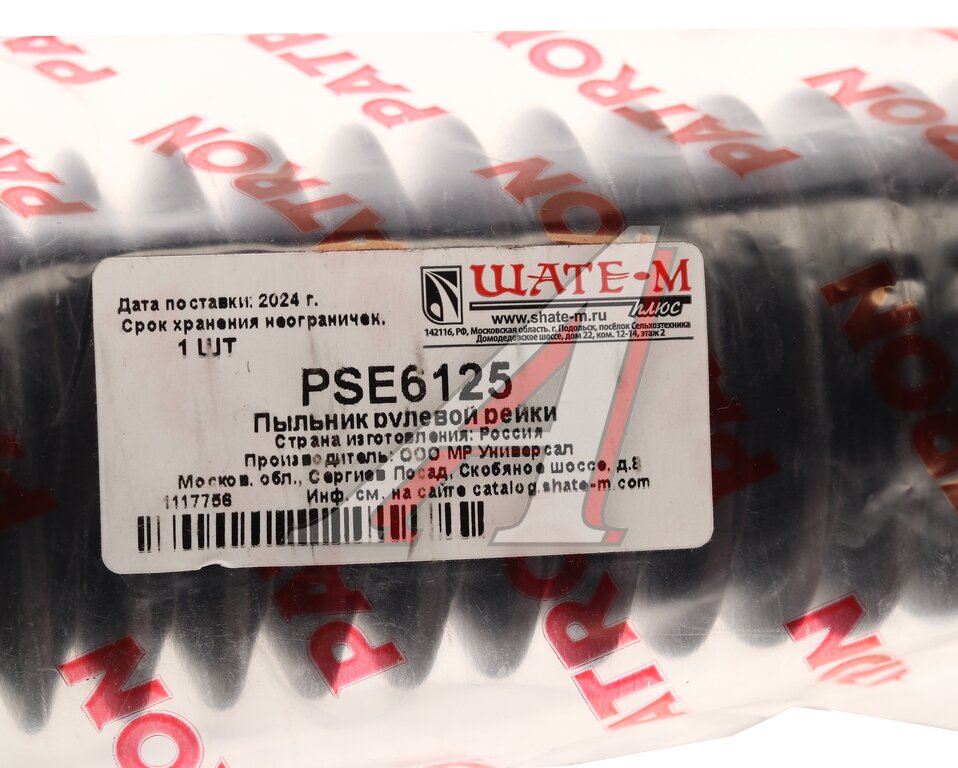 PATRON
PATRON
PATRON
PATRON
Дата поставки: 2024 г.
Срок хранения неограничен.
1 ШТ
ШАТЕ-М
плюс
www.shate-m.ru
142116, РФ, Московская область, г. Подольск, посёлок Сельхозтехника
Домодедовское шоссе, дом 22, ком. 12-14, этаж 2
PSE6125
Пыльник рулевой рейки
Страна изготовления: Россия
Производитель: ООО МР Универсал
Москов. обл., Сергиев Посад, Скобяное шоссе, д.8
1117756 Инф. см. на сайте catalog.shate-m.com
PATRON